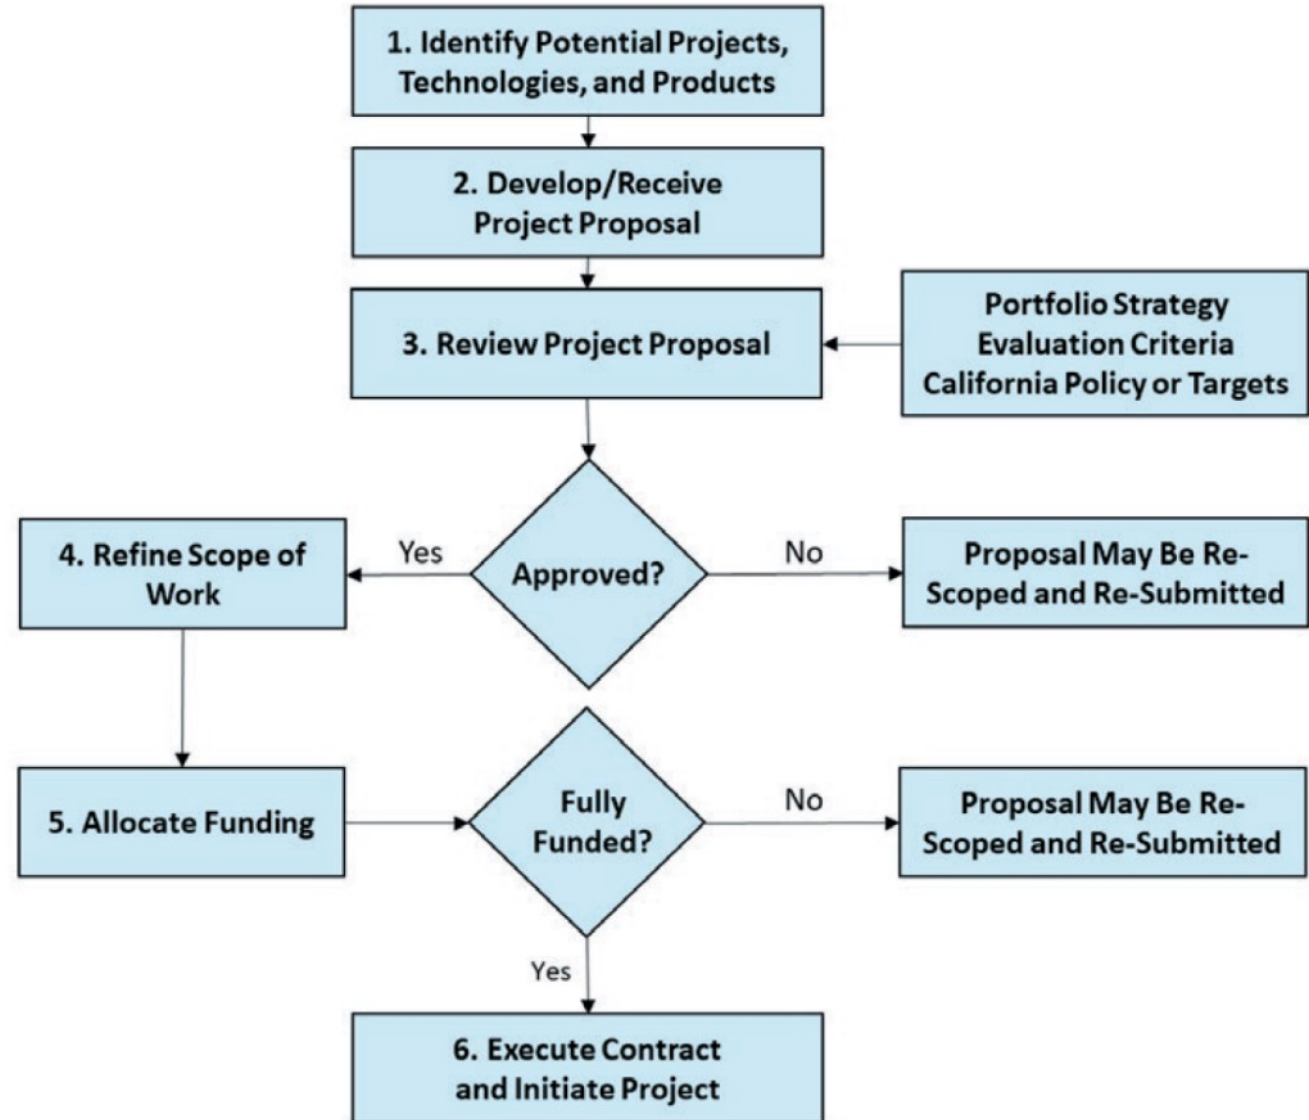 1. Identify Potential Projects,
Technologies, and Products
2. Develop/Receive
Project Proposal
3. Review Project Proposal
Portfolio Strategy
Evaluation Criteria
California Policy or Targets
4. Refine Scope of
Work
Yes
Approved?
No
Proposal May Be Re-
Scoped and Re-Submitted
5. Allocate Funding
Fully
Funded?
No
Proposal May Be Re-
Scoped and Re-Submitted
Yes
6. Execute Contract
and Initiate Project